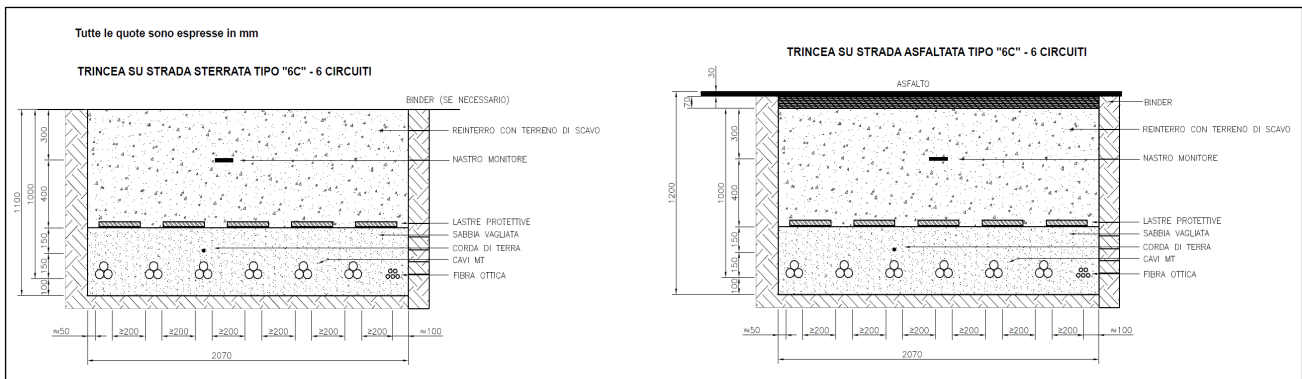 Tutte le quote sono espresse in mm
TRINCEA SU STRADA STERRATA TIPO "6C" - 6 CIRCUITI
BINDER (SE NECESSARIO)
REINTERRO CON TERRENO DI SCAVO
NASTRO MONITORE
LASTRE PROTETTIVE
SABBIA VAGLIATA
CORDA DI TERRA
CAVI MT
FIBRA OTTICA
1100
1000
300
400
150
150
100
≈50
≥200
≥200
≥200
≥200
≥200
≥200
≈100
2070
TRINCEA SU STRADA ASFALTATA TIPO "6C" - 6 CIRCUITI
30
ASFALTO
70
BINDER
REINTERRO CON TERRENO DI SCAVO
NASTRO MONITORE
LASTRE PROTETTIVE
SABBIA VAGLIATA
CORDA DI TERRA
CAVI MT
FIBRA OTTICA
1200
1000
300
400
150
150
100
≈50
≥200
≥200
≥200
≥200
≥200
≥200
≈100
2070